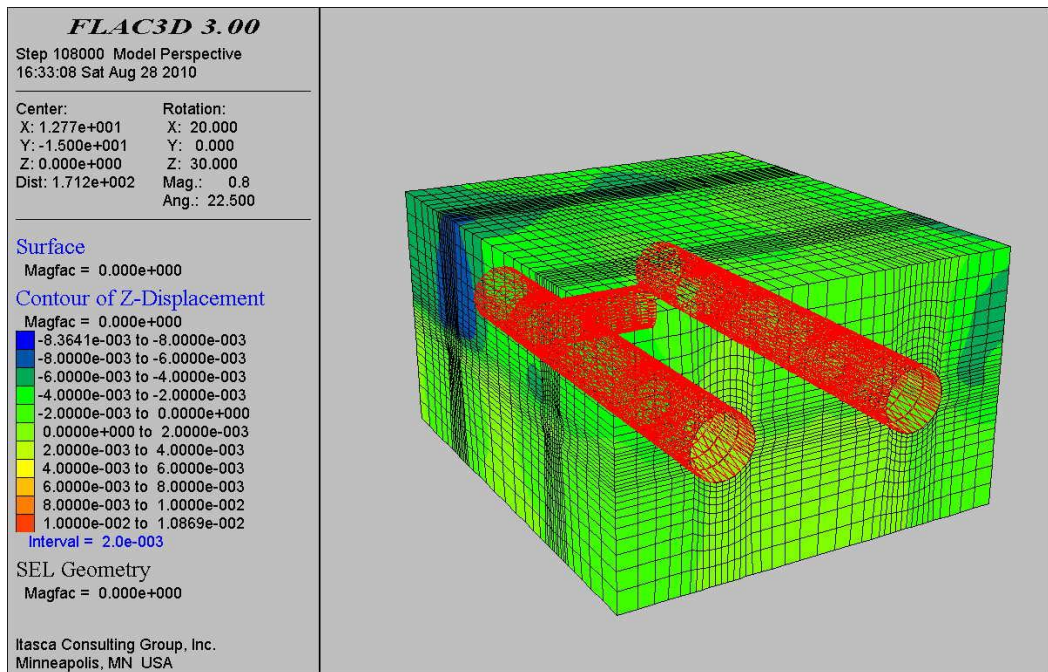 FLAC3D 3.00
Step 108000 Model Perspective
16:33:08 Sat Aug 28 2010
Center: Rotation:
X: 1.277e+001 X: 20.000
Y: -1.500e+001 Y: 0.000
Z: 0.000e+000 Z: 30.000
Dist: 1.712e+002 Mag.: 0.8
Ang.: 22.500
Surface
Magfac = 0.000e+000
Contour of Z-Displacement
Magfac = 0.000e+000
-8.3641e-003 to -8.0000e-003
-8.0000e-003 to -6.0000e-003
-6.0000e-003 to -4.0000e-003
-4.0000e-003 to -2.0000e-003
-2.0000e-003 to 0.0000e+000
0.0000e+000 to 2.0000e-003
2.0000e-003 to 4.0000e-003
4.0000e-003 to 6.0000e-003
6.0000e-003 to 8.0000e-003
8.0000e-003 to 1.0000e-002
1.0000e-002 to 1.0869e-002
Interval = 2.0e-003
SEL Geometry
Magfac = 0.000e+000
Itasca Consulting Group, Inc.
Minneapolis, MN USA